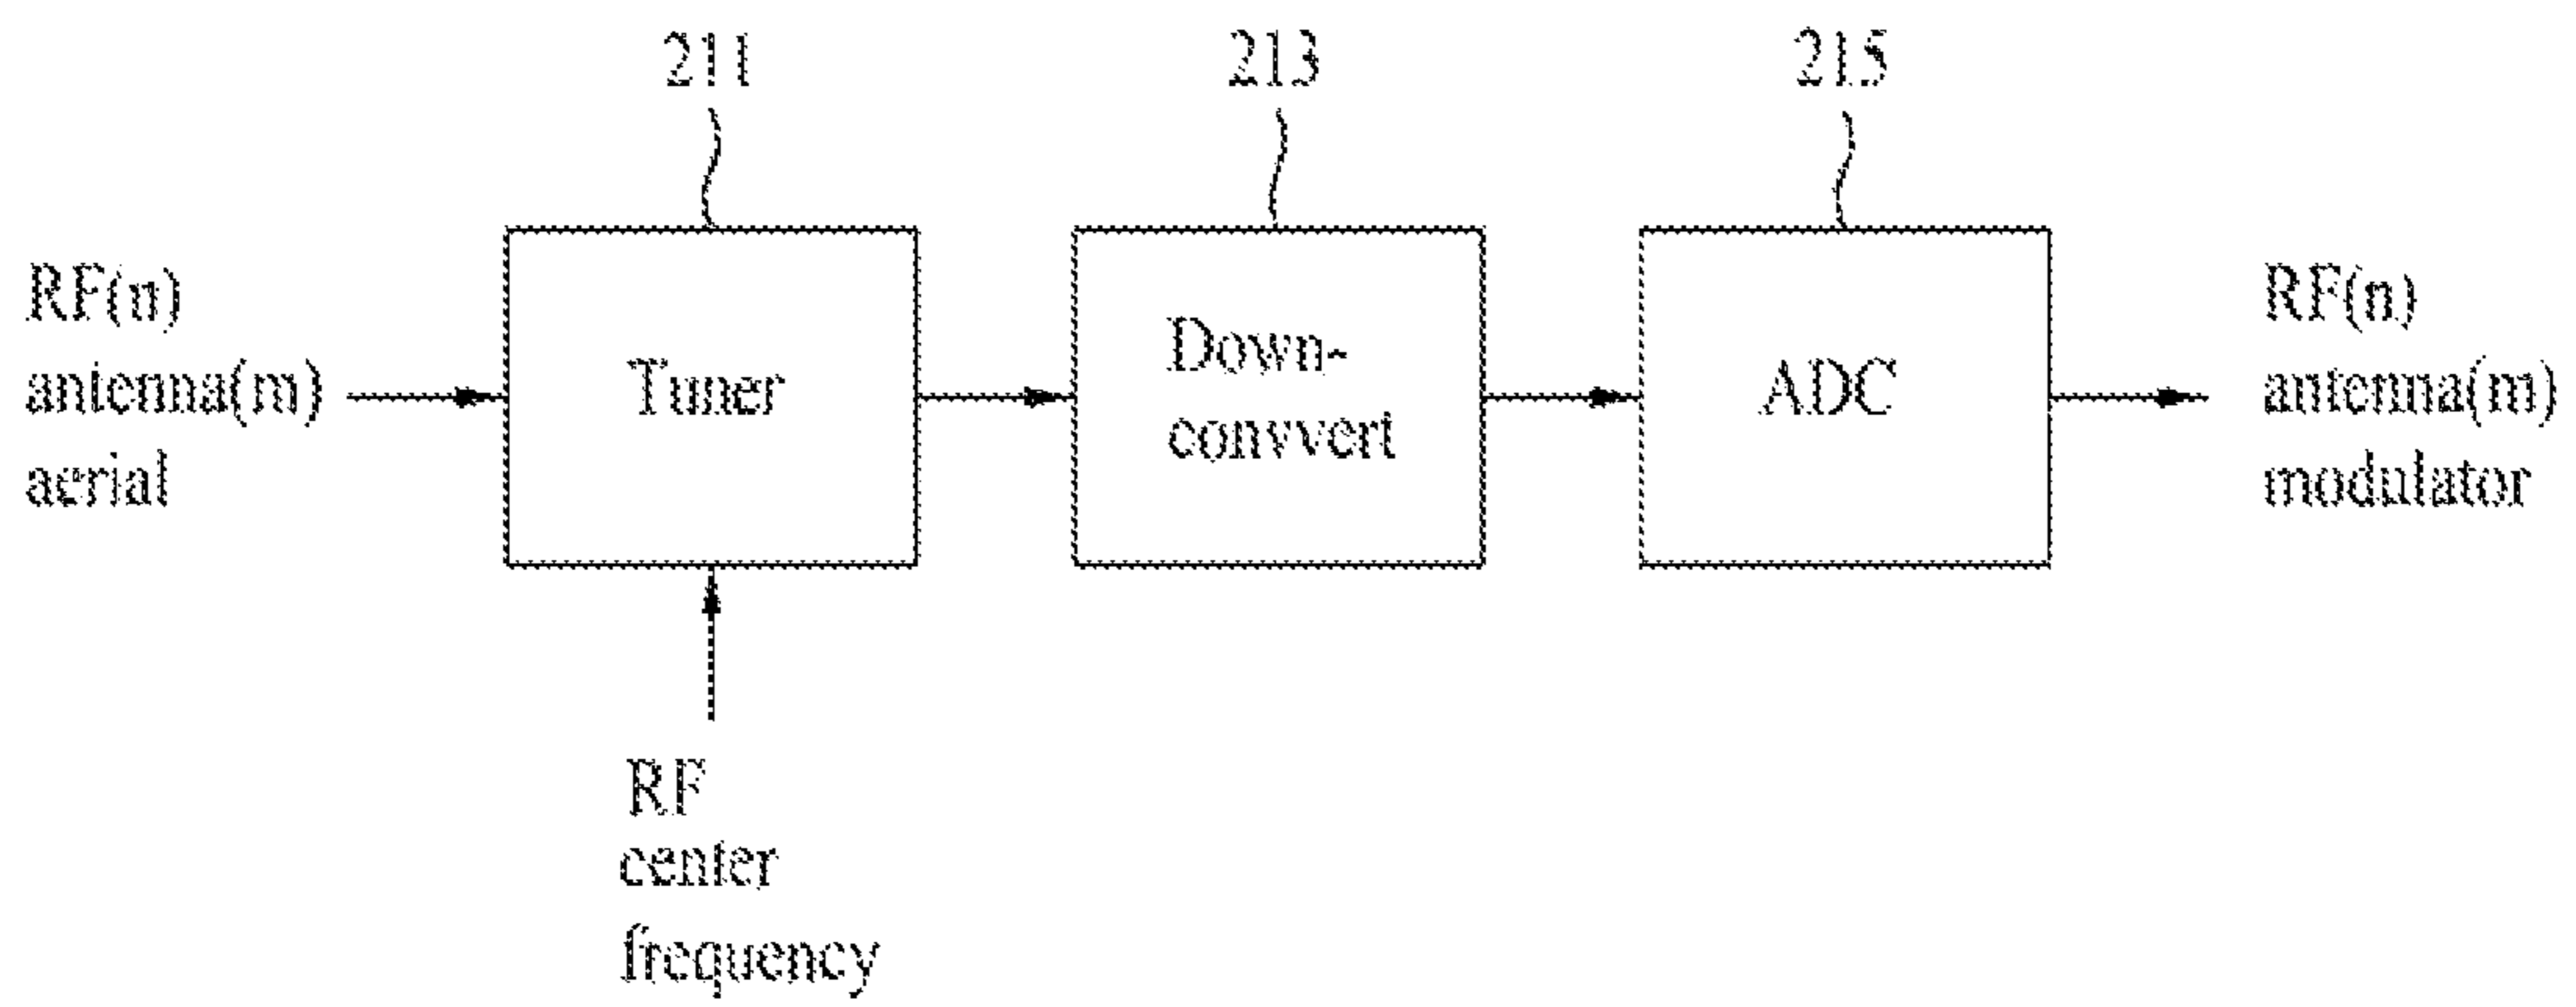 211
213
215
RF(n)
antenna(m)
aerial
Tuner
Down-
convvert
ADC
RF(n)
antenna(m)
modulator
RF
center
frequency